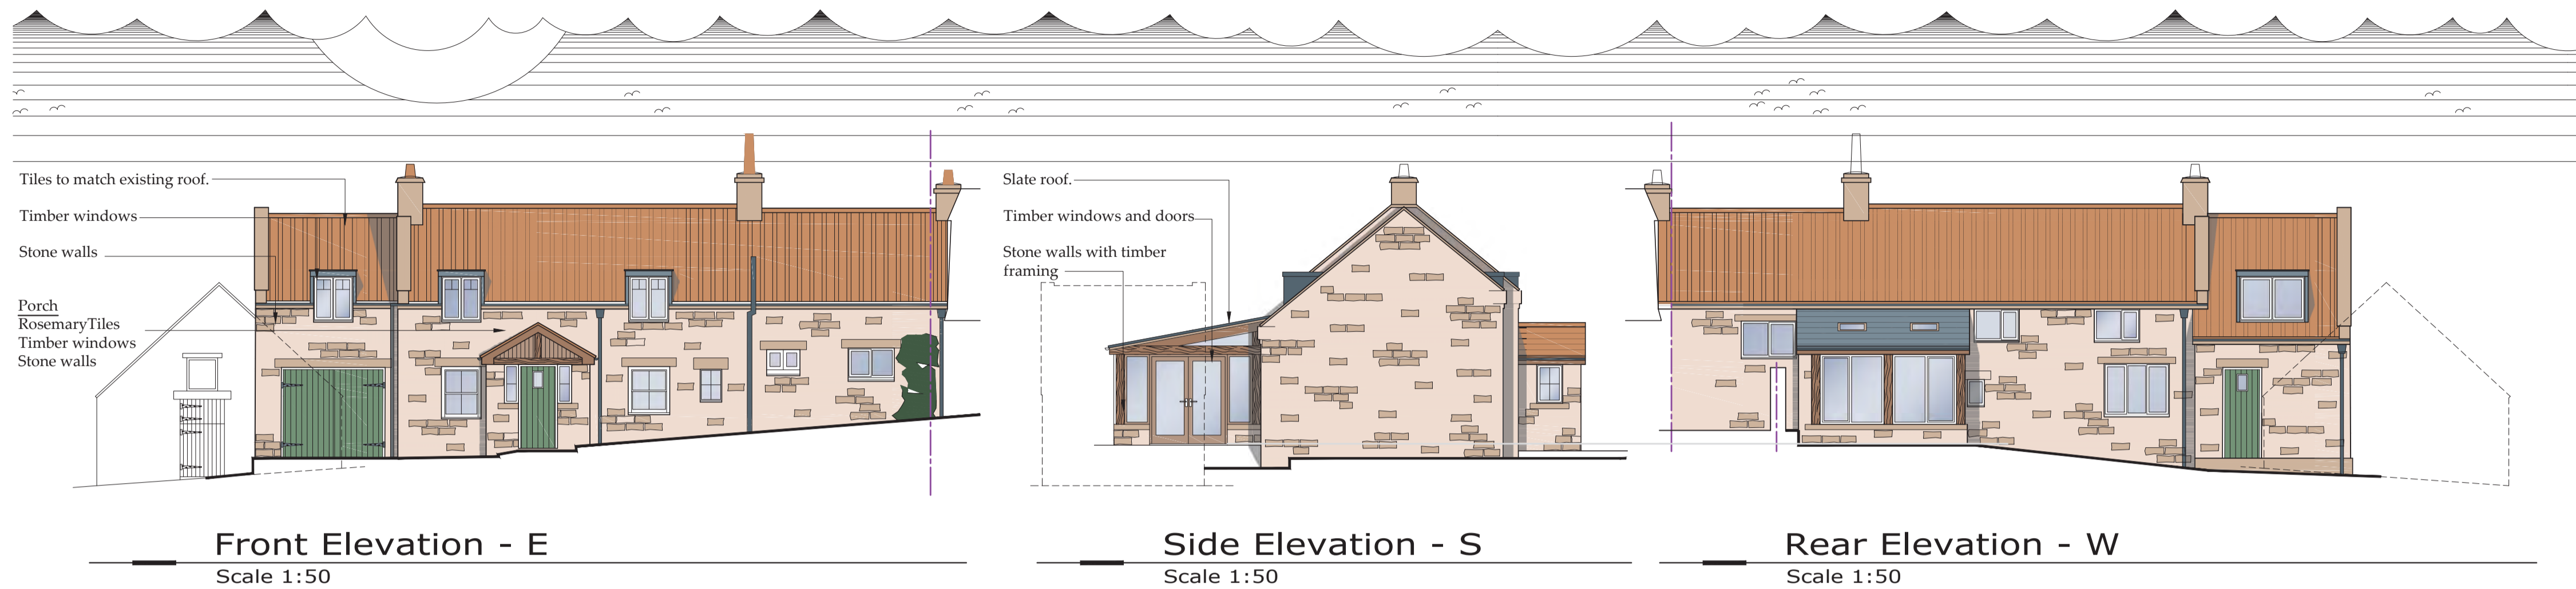 Tiles to match existing roof.
Timber windows
Stone walls
Porch
RosemaryTiles
Timber windows
Stone walls
Slate roof.
Timber windows and doors
Stone walls with timber
framing
Front Elevation - E
Scale 1:50
Side Elevation - S
Scale 1:50
Rear Elevation - W
Scale 1:50